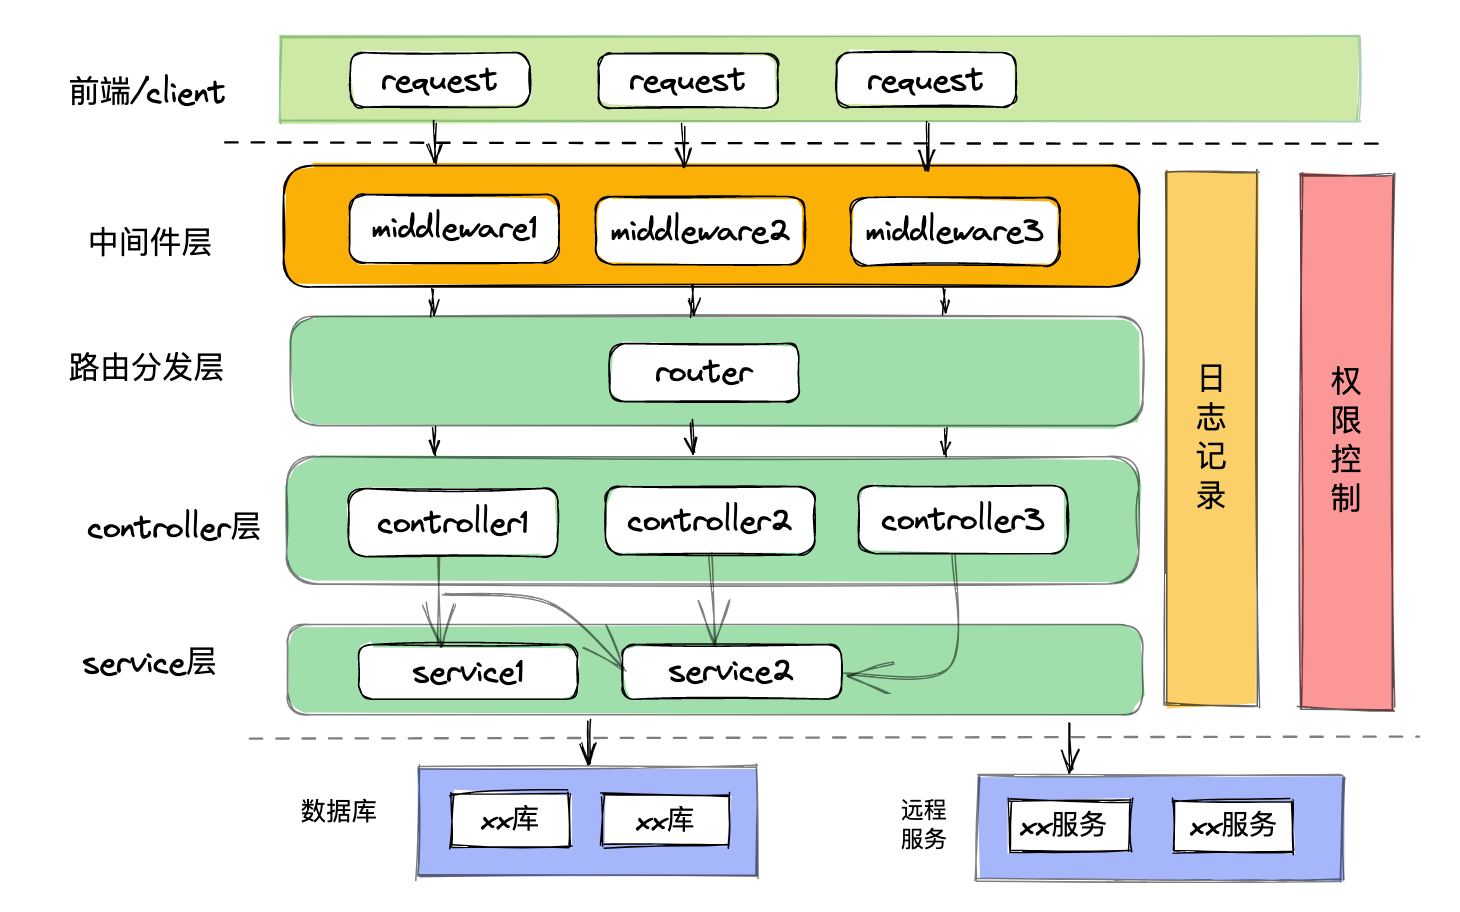 前端/client
request
request
request
中间件层
middleware1
middleware2
middleware3
路由分发层
router
controller层
controller1
controller2
controller3
service层
service1
service2
日
志
记
录
权
限
控
制
数据库
xx库
xx库
远程
服务
xx服务
xx服务